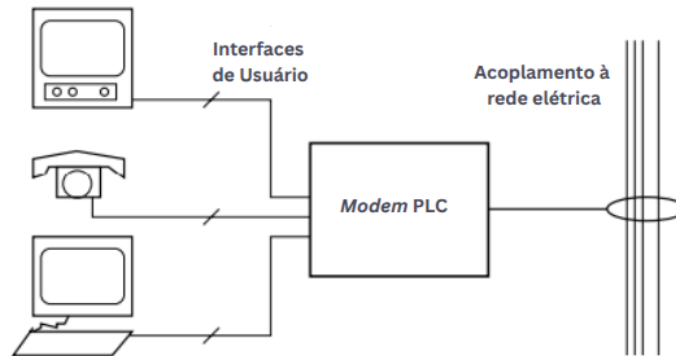 Interfaces
de Usuário
Acoplamento à
rede elétrica
Modem PLC